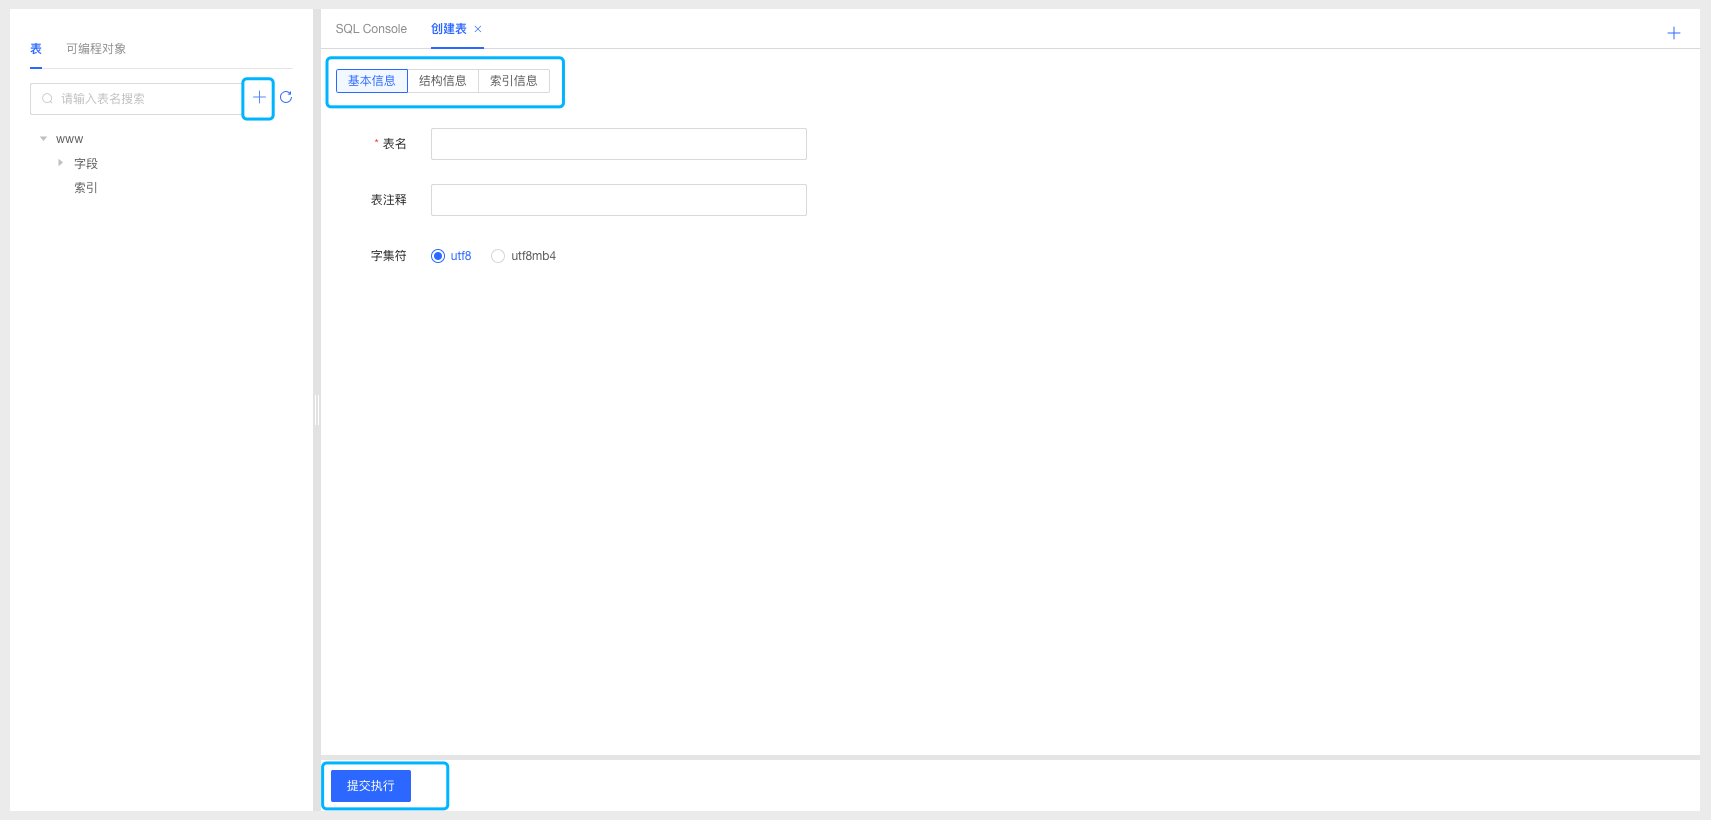 表 可编程对象
请输入表名搜索
www
字段
索引
SQL Console 创建表
基本信息 结构信息 索引信息
* 表名
表注释
字集符 utf8 utf8mb4
提交执行